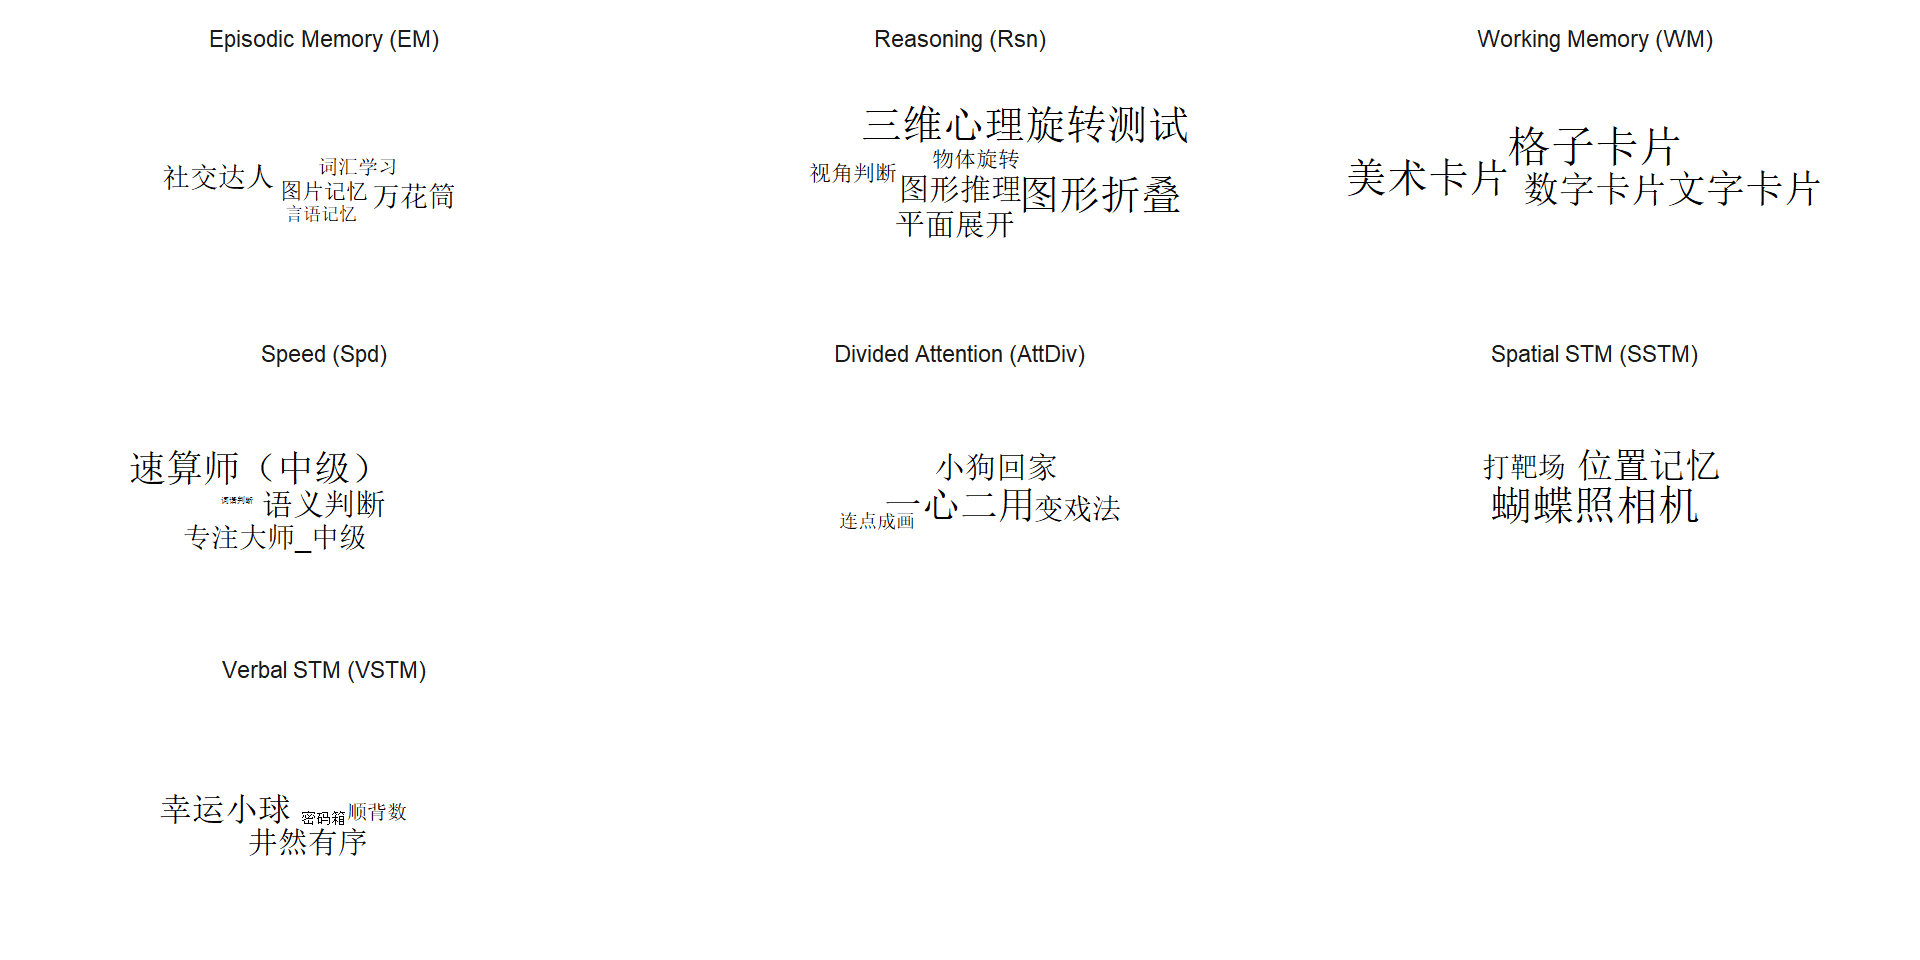 Episodic Memory (EM)
社交达人
词汇学习
图片记忆
万花筒
言语记忆
Reasoning (Rsn)
三维心理旋转测试
物体旋转
视角判断
图形推理
图形折叠
平面展开
Working Memory (WM)
格子卡片
美术卡片
数字卡片
文字卡片
Speed (Spd)
速算师（中级）
语义判断
专注大师_中级
Divided Attention (AttDiv)
小狗回家
一心二用
变戏法
连点成画
Spatial STM (SSTM)
打靶场
位置记忆
蝴蝶照相机
Verbal STM (VSTM)
幸运小球
密码箱
顺背数
井然有序